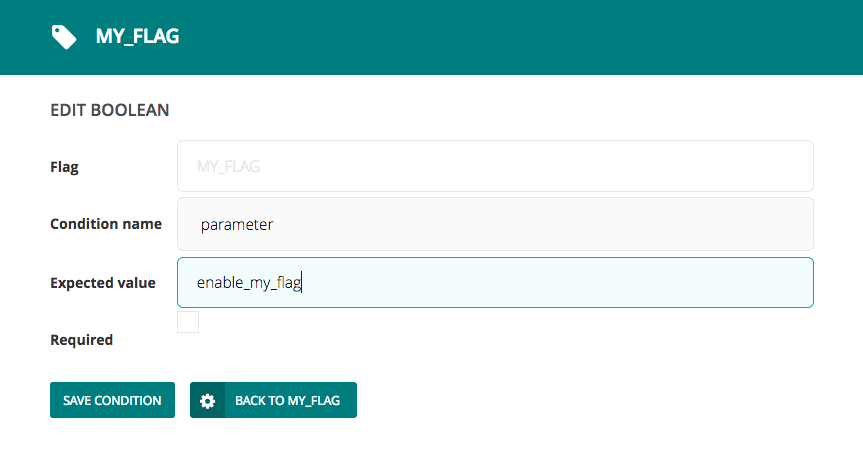 MY_FLAG
EDIT BOOLEAN
Flag MY_FLAG
Condition name parameter
Expected value enable_my_flag
Required
SAVE CONDITION BACK TO MY_FLAG